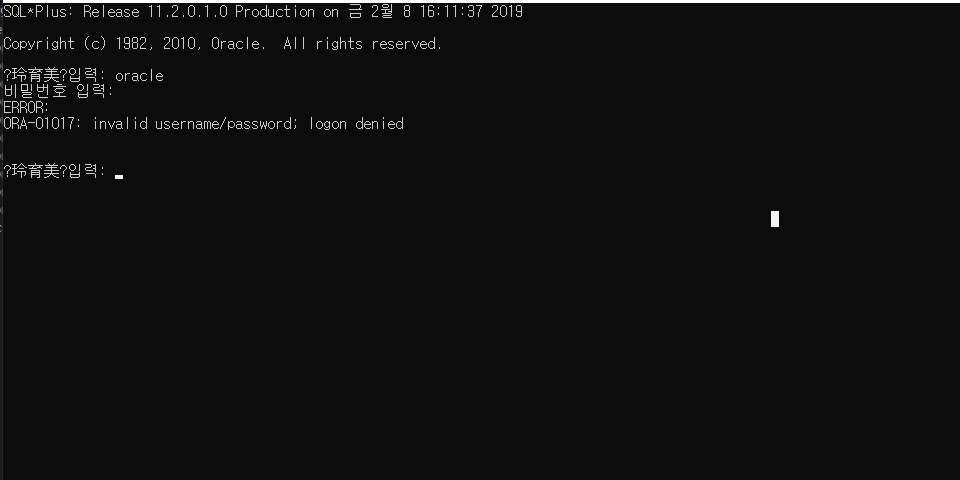 SQL*Plus: Release 11.2.0.1.0 Production on 금 2월 8 16:11:37 2019
Copyright (c) 1982, 2010, Oracle.  All rights reserved.
?玲育美?입력: oracle
비밀번호 입력:
ERROR:
ORA-01017: invalid username/password; logon denied
?玲育美?입력: